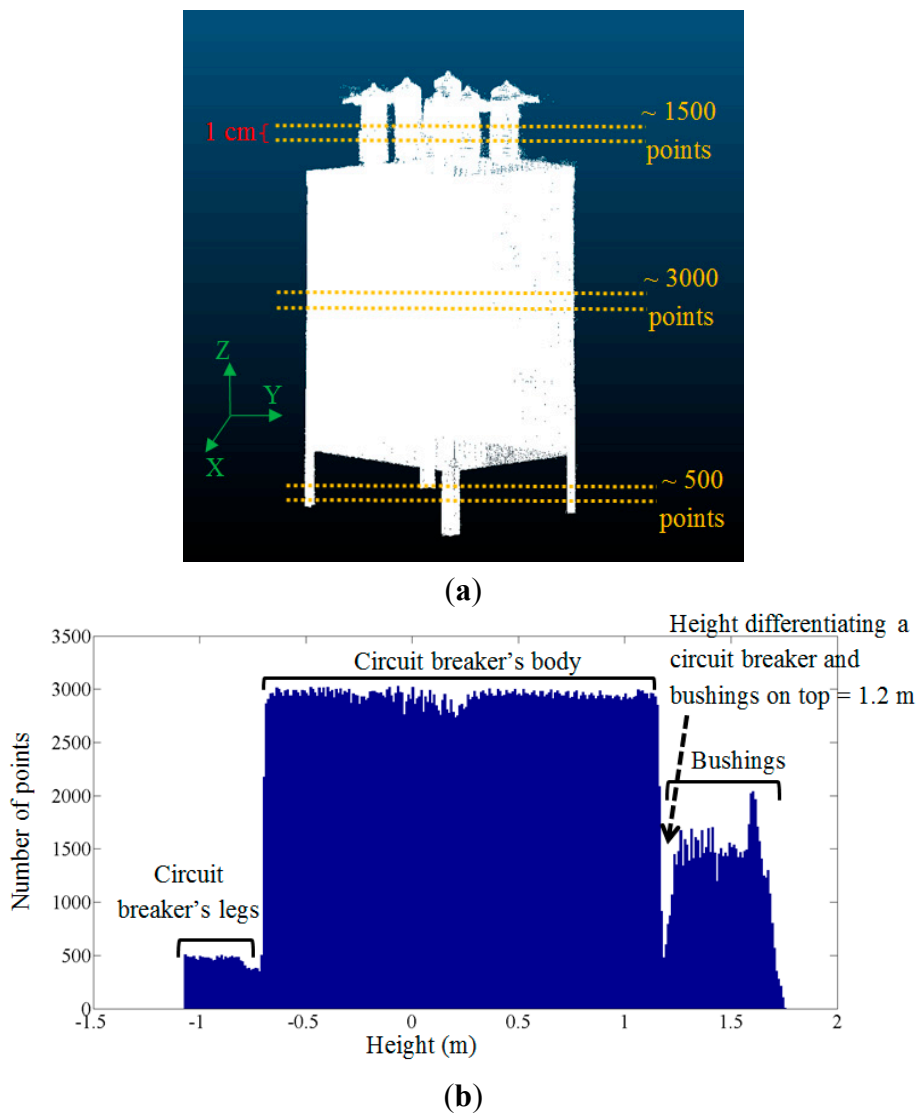 1 cm{
~ 1500
points
~ 3000
points
Z
Y
X
~ 500
points
(a)
Height differentiating a
circuit breaker and
bushings on top = 1.2 m
Circuit breaker's body
Bushings
Circuit
breaker's legs
Number of points
3500
3000
2500
2000
1500
1000
500
0
-1.5
-1
-0.5
0
0.5
1
1.5
2
Height (m)
(b)